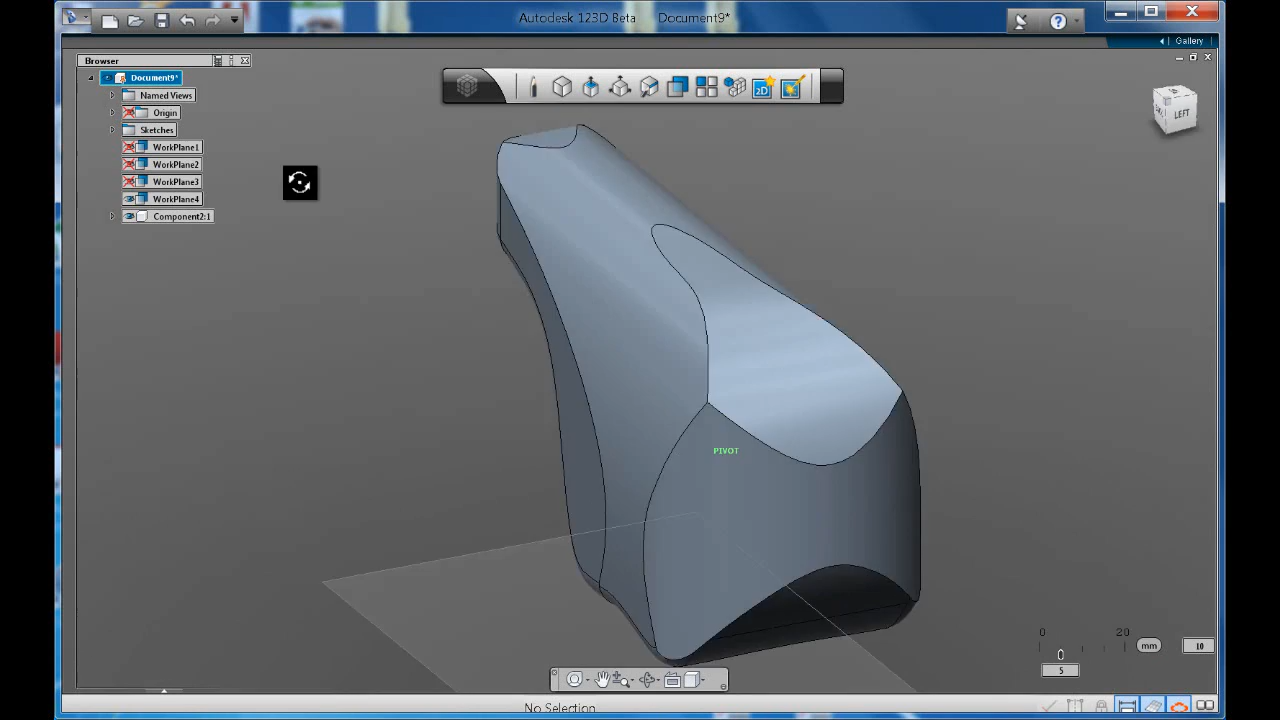 Autodesk 123D Beta Document9*
Gallery
Browser
Document9*
Named Views
Origin
Sketches
WorkPlane1
WorkPlane2
WorkPlane3
WorkPlane4
Component2:1
2D
LEFT
PIVOT
0 20
mm 10
5
No Selection